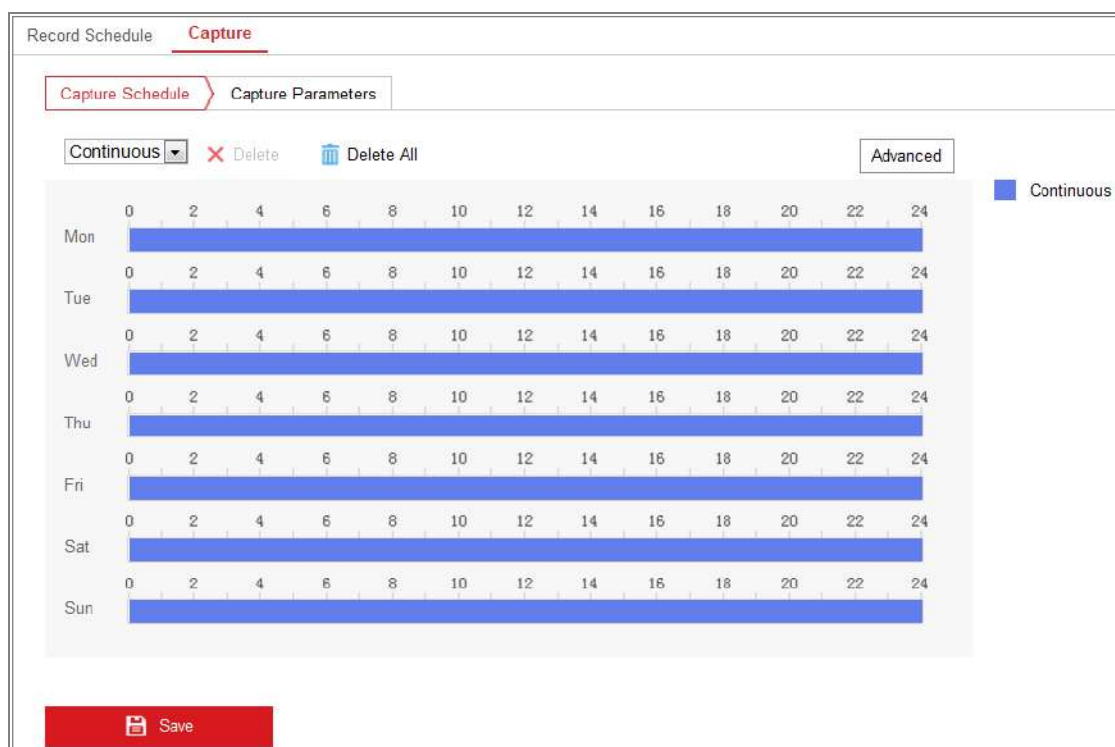 Record Schedule Capture
Capture Schedule Capture Parameters
Continuous Delete Delete All Advanced
Continuous
0 2 4 6 8 10 12 14 16 18 20 22 24
Mon
0 2 4 6 8 10 12 14 16 18 20 22 24
Tue
0 2 4 6 8 10 12 14 16 18 20 22 24
Wed
0 2 4 6 8 10 12 14 16 18 20 22 24
Thu
0 2 4 6 8 10 12 14 16 18 20 22 24
Fri
0 2 4 6 8 10 12 14 16 18 20 22 24
Sat
0 2 4 6 8 10 12 14 16 18 20 22 24
Sun
Save